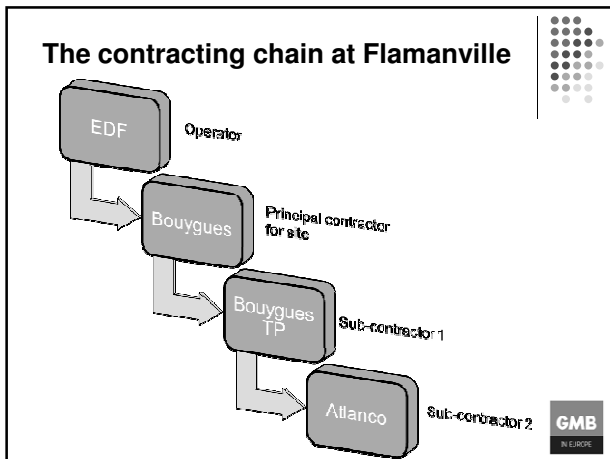 The contracting chain at Flamanville
EDF
Operator
Bouygues
Principal contractor
for site
Bouygues
TP
Sub-contractor 1
Atlanco
Sub-contractor 2
GMB
IN EUROPE